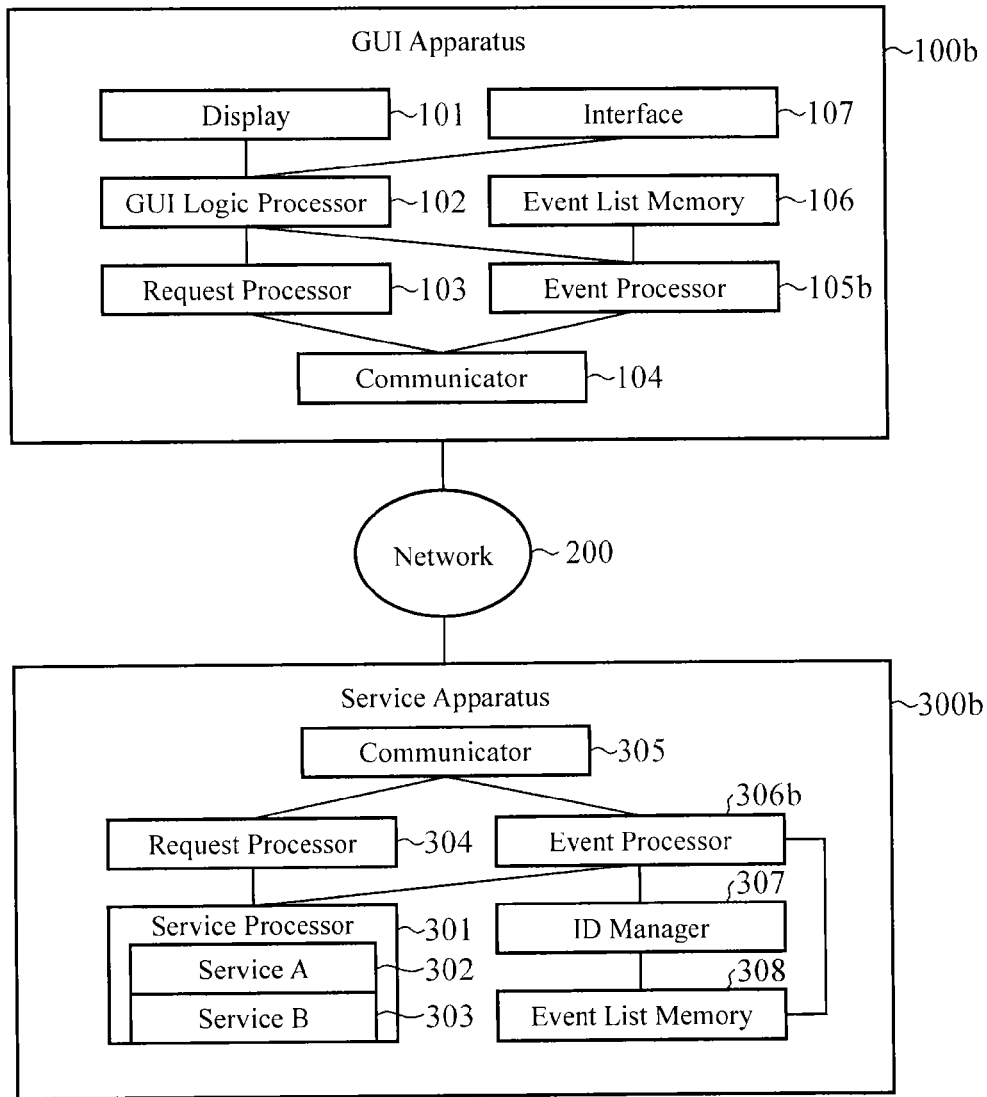 GUI Apparatus
100b
Display
101
Interface
107
GUI Logic Processor
102
Event List Memory
106
Request Processor
103
Event Processor
105b
Communicator
104
Network
200
Service Apparatus
300b
Communicator
305
306b
Request Processor
304
Event Processor
307
Service Processor
301
ID Manager
Service A
302
308
Service B
303
Event List Memory